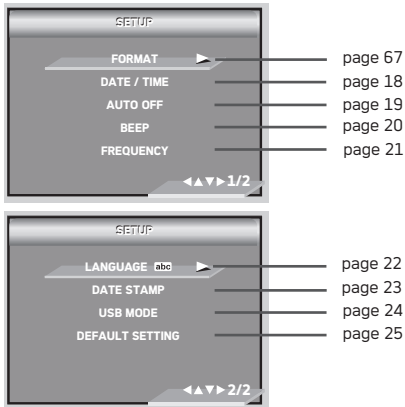 SETUP
FORMAT ► page 67
DATE / TIME page 18
AUTO OFF page 19
BEEP page 20
FREQUENCY page 21
◄▲▼►1/2
SETUP
LANGUAGE abc ► page 22
DATE STAMP page 23
USB MODE page 24
DEFAULT SETTING page 25
◄▲▼►2/2